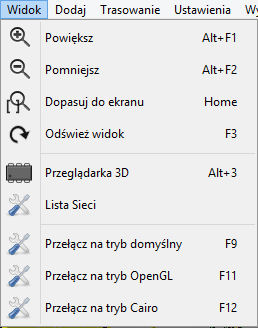 Widok Dodaj Trasowanie Ustawienia
Powiększ Alt+F1
Pomniejsz Alt+F2
Dopasuj do ekranu Home
Odśwież widok F3
Przeglądarka 3D Alt+3
Lista Sieci
Przełącz na tryb domyślny F9
Przełącz na tryb OpenGL F11
Przełącz na tryb Cairo F12